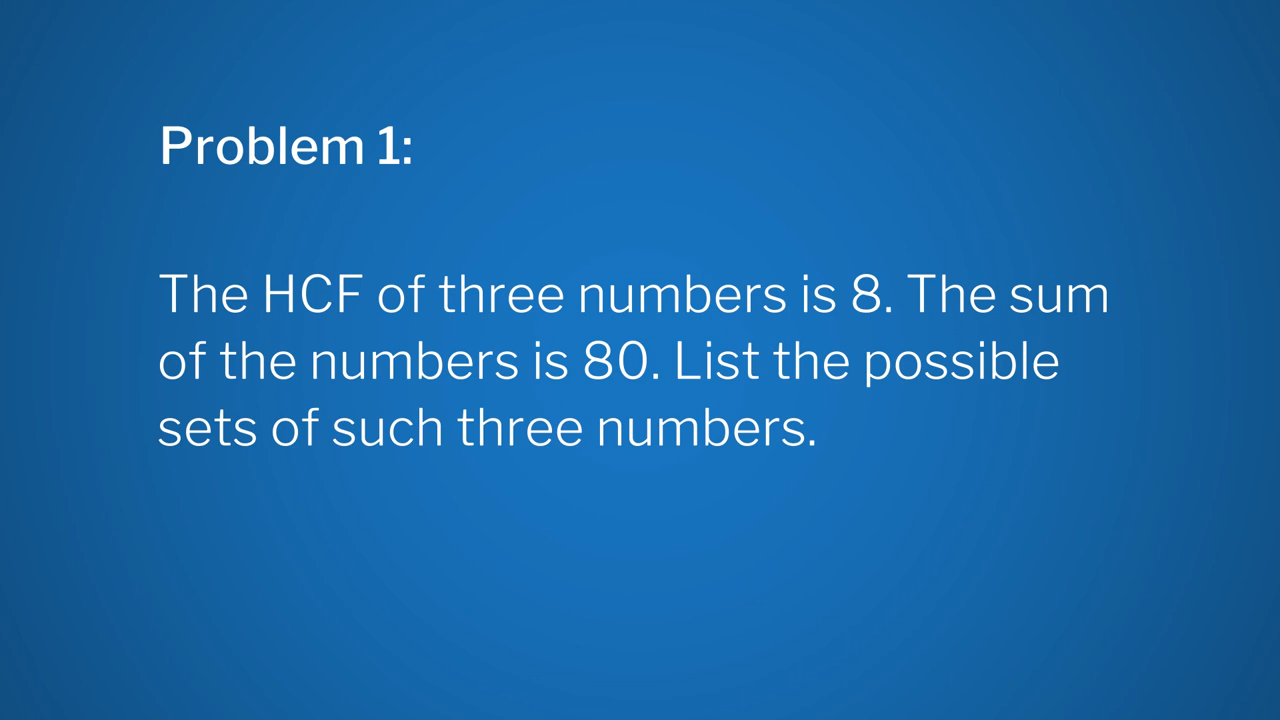 Problem 1:
The HCF of three numbers is 8. The sum
of the numbers is 80. List the possible
sets of such three numbers.